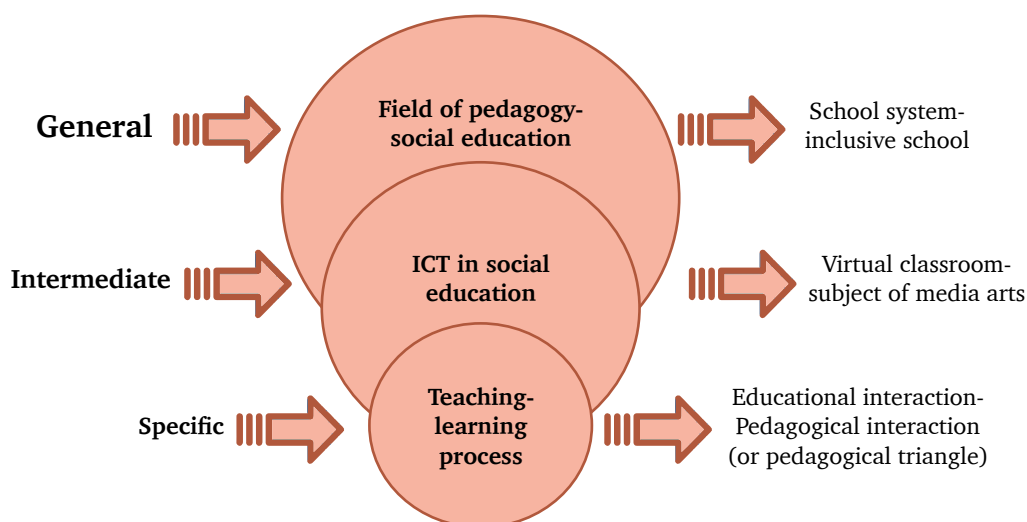 General
Field of pedagogy-
social education
School system-
inclusive school
Intermediate
ICT in social
education
Virtual classroom-
subject of media arts
Specific
Teaching-
learning
process
Educational interaction-
Pedagogical interaction
(or pedagogical triangle)